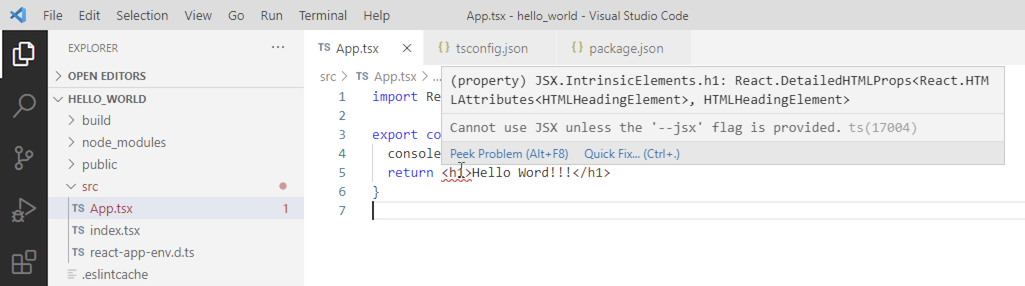 File Edit Selection View Go Run Terminal Help App.tsx - hello_world - Visual Studio Code
EXPLORER ...
OPEN EDITORS
HELLO_WORLD
build
node_modules
public
src
TS App.tsx 1
TS index.tsx
TS react-app-env.d.ts
.eslintcache
TS App.tsx × {} tsconfig.json {} package.json
src > TS App.tsx > ...
(property) JSX.IntrinsicElements.h1: React.DetailedHTMLProps<React.HTM
LAttributes<HTMLHeadingElement>, HTMLHeadingElement>
Cannot use JSX unless the '--jsx' flag is provided. ts(17004)
Peek Problem (Alt+F8) Quick Fix... (Ctrl+.)
1 import Re
2
3 export co
4 console
5 return <h1>Hello Word!!!</h1>
6 }
7